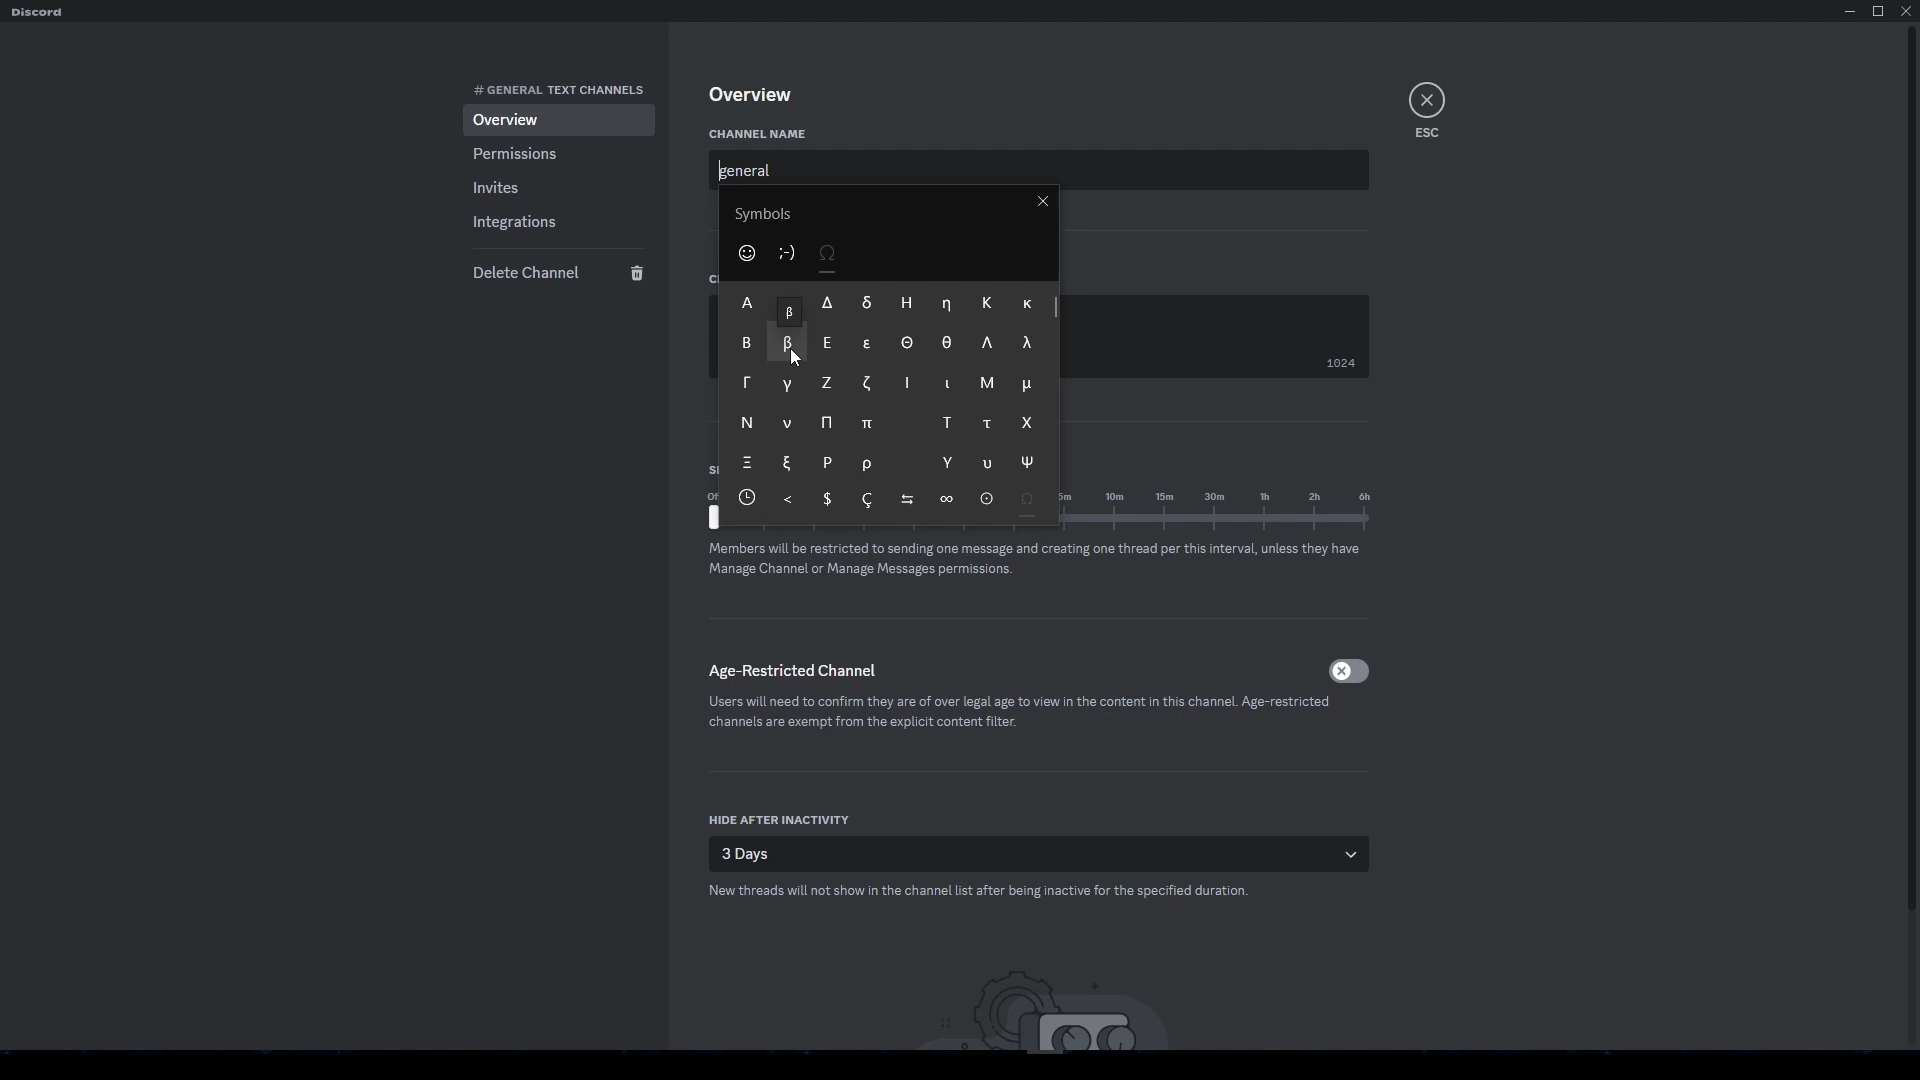 Discord
# GENERAL TEXT CHANNELS
Overview
Permissions
Invites
Integrations
Delete Channel
Overview
ESC
CHANNEL NAME
general
Symbols
;-)
Ω
Α Δ δ Η η Κ κ
β
Β β Ε ε Θ θ Λ λ
Γ γ Ζ ζ Ι ι Μ μ
Ν ν Π π Τ τ Χ
Ξ ξ Ρ ρ Υ υ Ψ
< $ Ç ⇆ ∞ ⊙ Ω
1024
5m 10m 15m 30m 1h 2h 6h
Members will be restricted to sending one message and creating one thread per this interval, unless they have
Manage Channel or Manage Messages permissions.
Age-Restricted Channel
Users will need to confirm they are of over legal age to view in the content in this channel. Age-restricted
channels are exempt from the explicit content filter.
HIDE AFTER INACTIVITY
3 Days
New threads will not show in the channel list after being inactive for the specified duration.